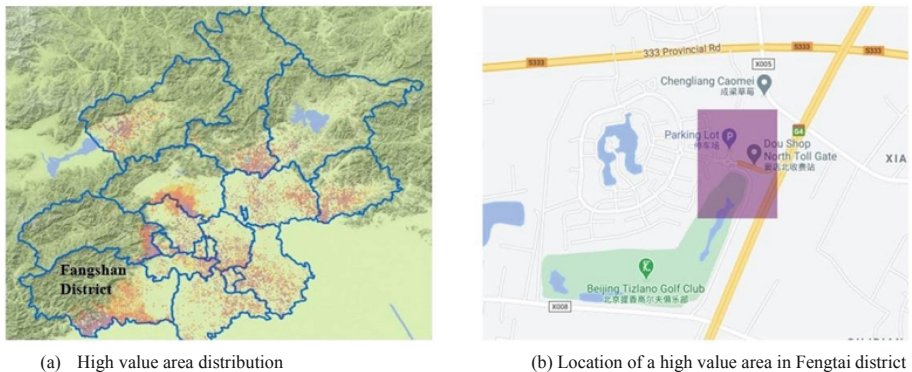 Fangshan
District
S333
333 Provincial Rd
S333
S333
X005
Chengliang Caomei
成梁草莓
G4
Parking Lot
停车场
P
Dou Shop
North Toll Gate
窦店北收费站
XIA
Beijing Tizlano Golf Club
北京提香高尔夫俱乐部
X008
(a) High value area distribution
(b) Location of a high value area in Fengtai district